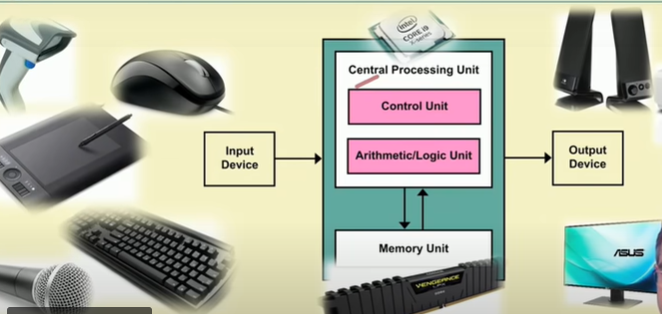 intel
CORE i9
X-series
Central Processing Unit
Control Unit
Arithmetic/Logic Unit
Input
Device
Output
Device
Memory Unit
VENGEANCE
ASUS